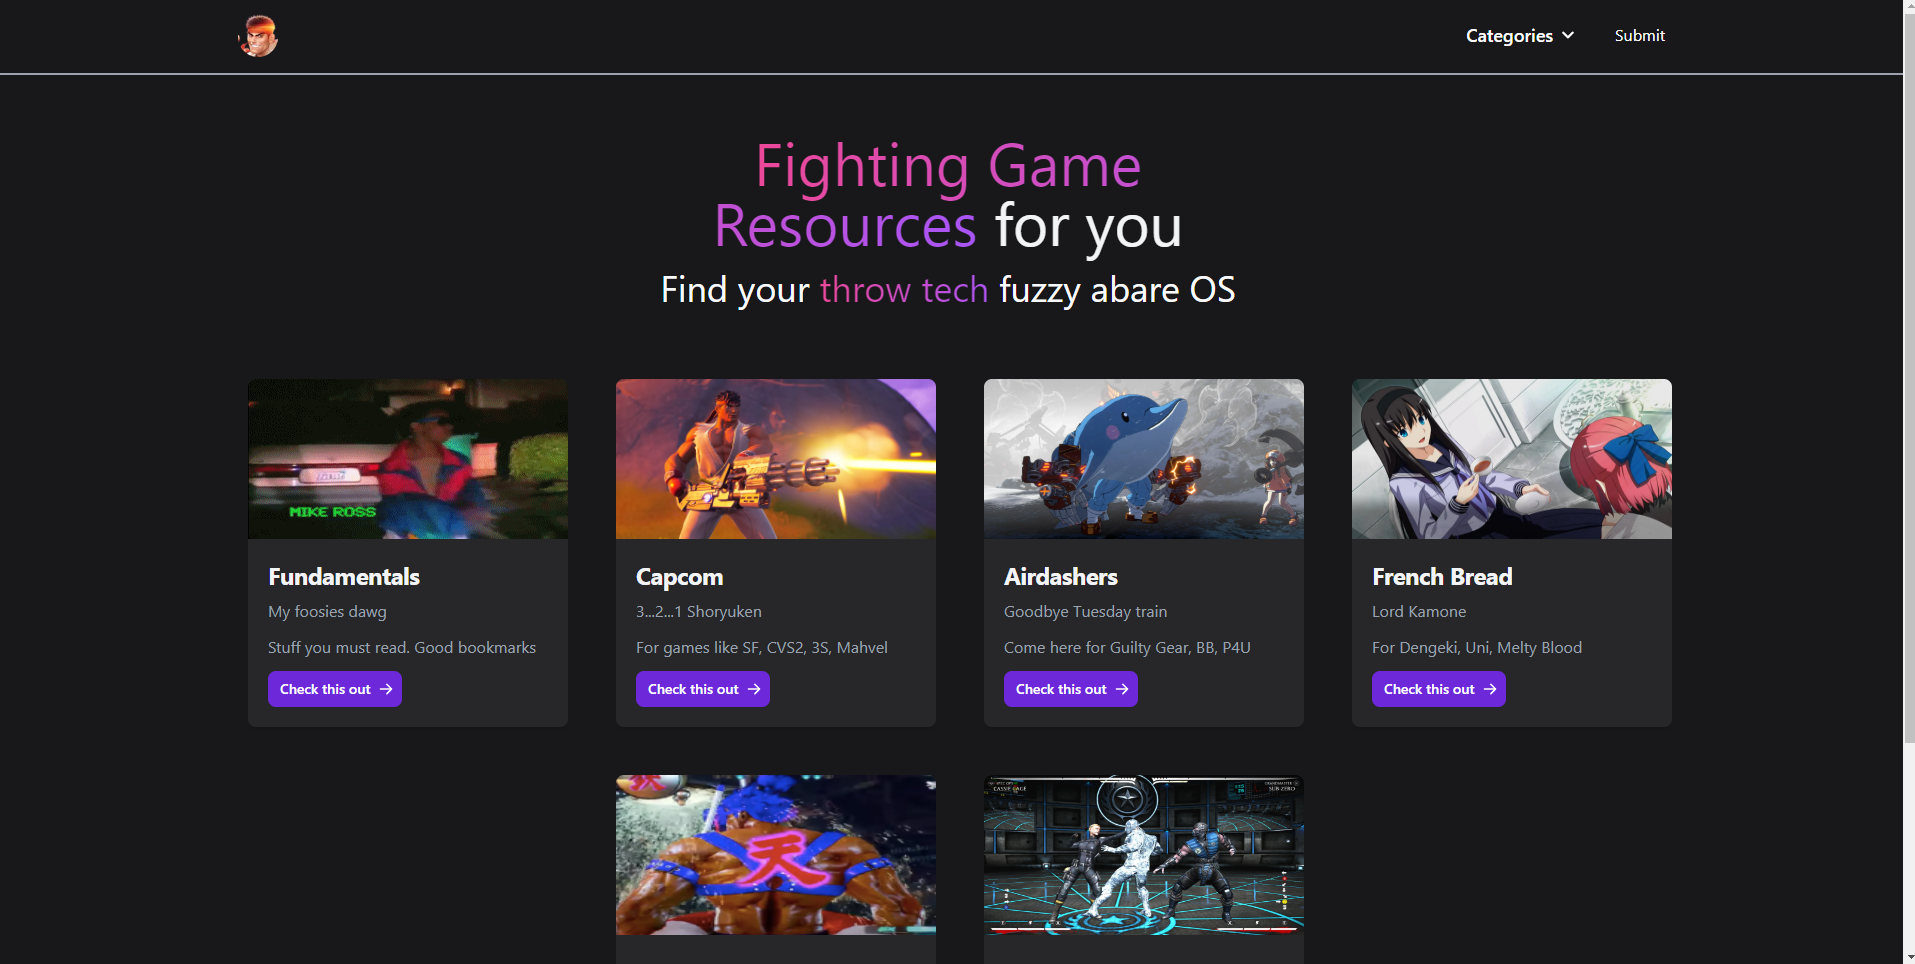 Categories
Submit
Fighting Game
Resources for you
Find your throw tech fuzzy abare OS
MIKE ROSS
Fundamentals
My foosies dawg
Stuff you must read. Good bookmarks
Check this out
Capcom
3...2...1 Shoryuken
For games like SF, CVS2, 3S, Mahvel
Check this out
Airdashers
Goodbye Tuesday train
Come here for Guilty Gear, BB, P4U
Check this out
French Bread
Lord Kamone
For Dengeki, Uni, Melty Blood
Check this out
天
CASSIE CAGE
SUB-ZERO